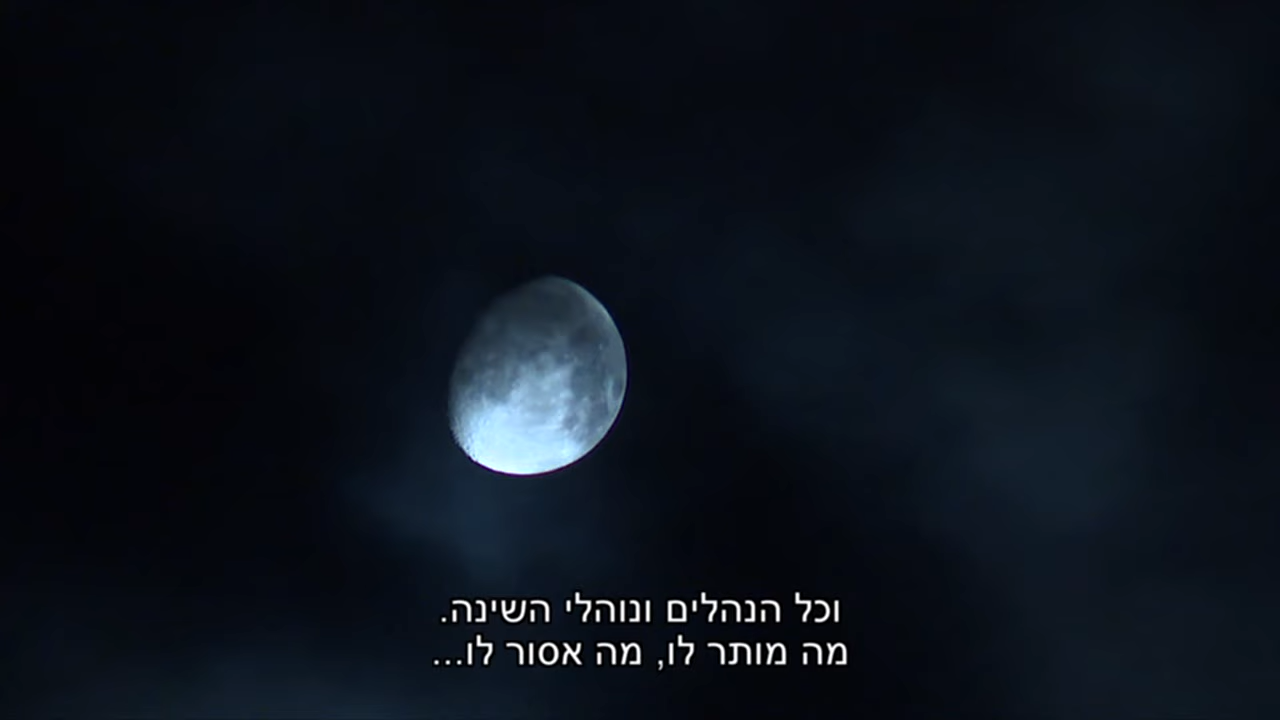 וכל הנהלים ונוהלי השינה.
מה מותר לו, מה אסור לו...